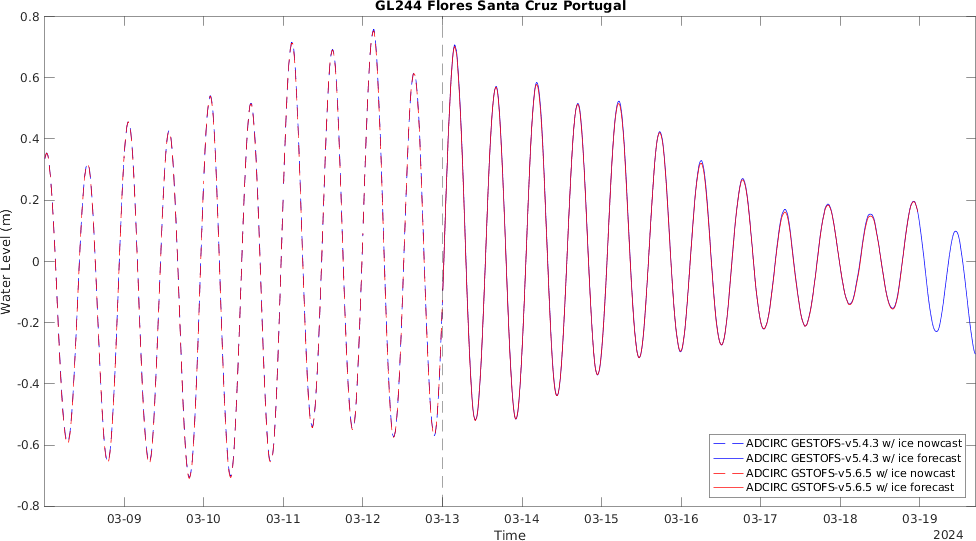 GL244 Flores Santa Cruz Portugal
0.8
0.6
0.4
0.2
0
-0.2
-0.4
-0.6
-0.8
Water Level (m)
03-09 03-10 03-11 03-12 03-13 03-14 03-15 03-16 03-17 03-18 03-19
Time
2024
ADCIRC GESTOFS-v5.4.3 w/ ice nowcast
ADCIRC GESTOFS-v5.4.3 w/ ice forecast
ADCIRC GSTOFS-v5.6.5 w/ ice nowcast
ADCIRC GSTOFS-v5.6.5 w/ ice forecast